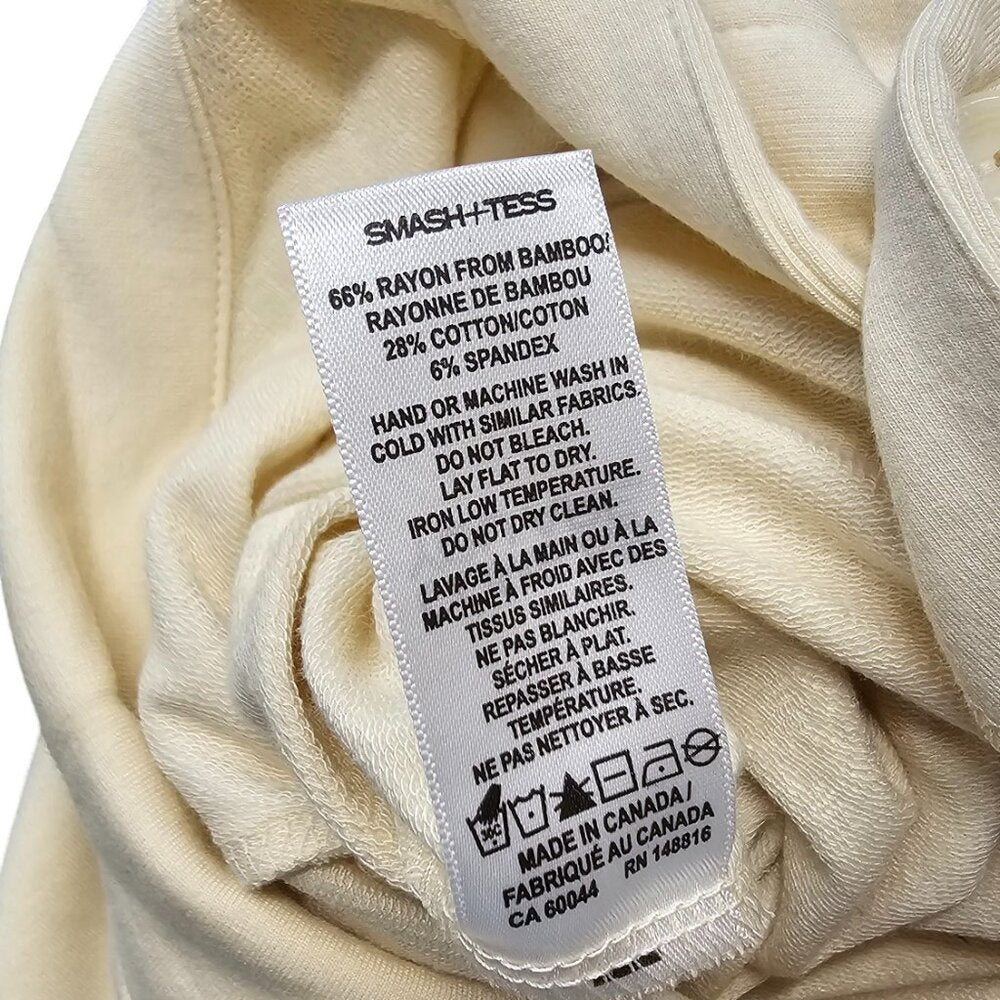 SMASH+TESS
66% RAYON FROM BAMBOO/
RAYONNE DE BAMBOU
28% COTTON/COTON
6% SPANDEX
HAND OR MACHINE WASH IN
COLD WITH SIMILAR FABRICS.
DO NOT BLEACH.
LAY FLAT TO DRY.
IRON LOW TEMPERATURE.
DO NOT DRY CLEAN.
LAVAGE À LA MAIN OU À LA
MACHINE À FROID AVEC DES
TISSUS SIMILAIRES.
NE PAS BLANCHIR.
SÉCHER À PLAT.
REPASSER À BASSE
TEMPÉRATURE.
NE PAS NETTOYER À SEC.
30C
MADE IN CANADA /
FABRIQUÉ AU CANADA
CA 60044 RN 148816